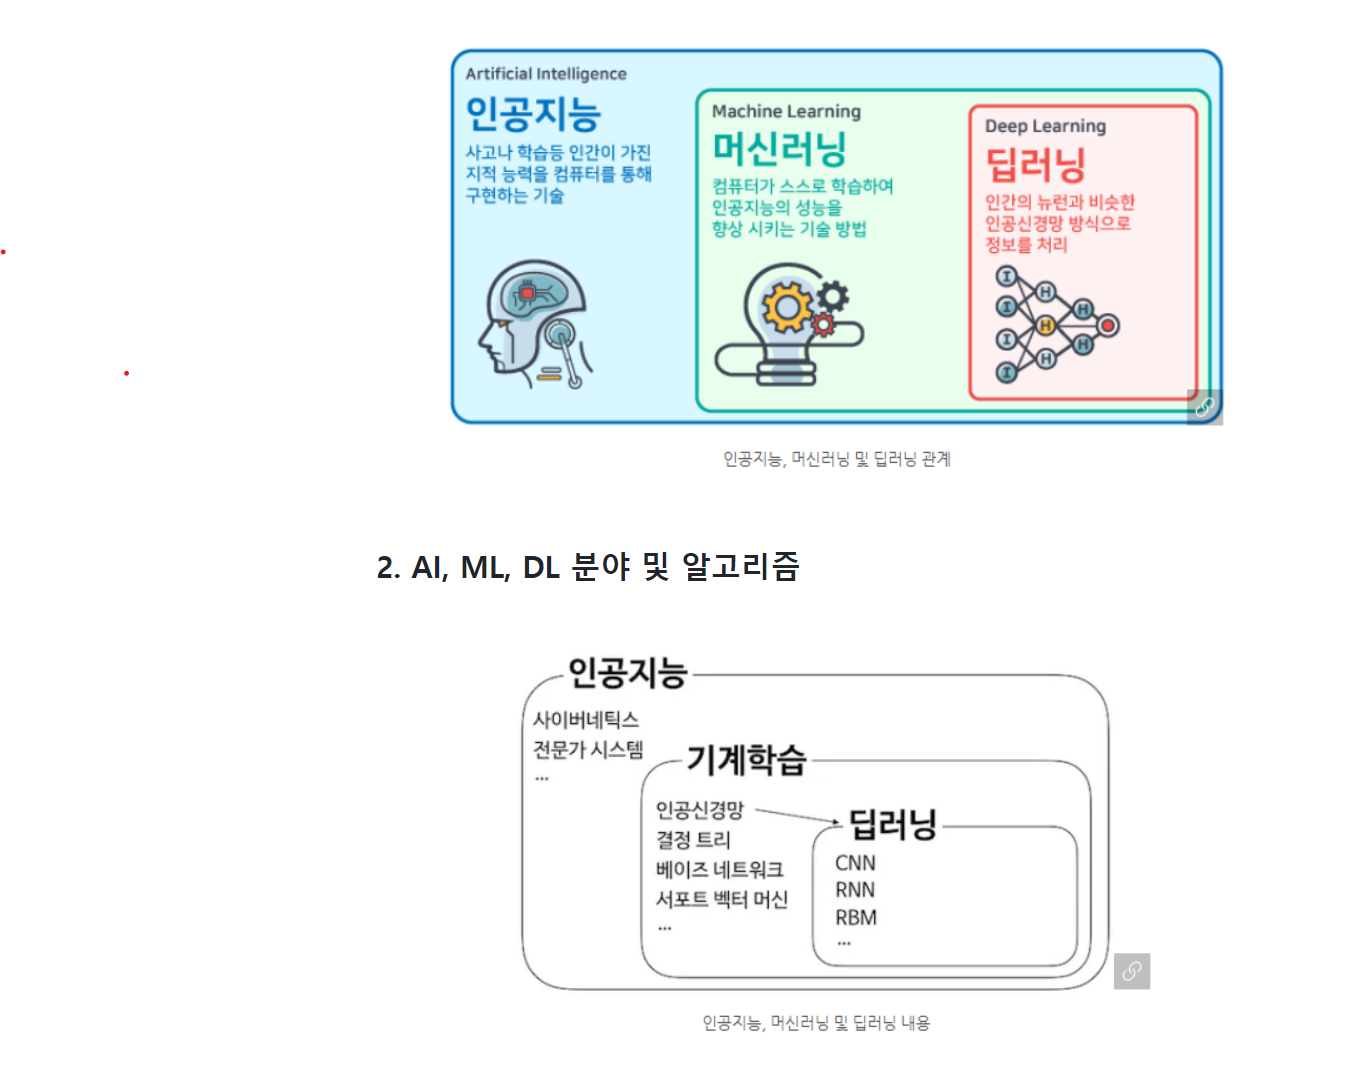 Artificial Intelligence
인공지능
사고나 학습등 인간이 가진
지적 능력을 컴퓨터를 통해
구현하는 기술
Machine Learning
머신러닝
컴퓨터가 스스로 학습하여
인공지능의 성능을
향상 시키는 기술 방법
Deep Learning
딥러닝
인간의 뉴런과 비슷한
인공신경망 방식으로
정보를 처리
I
H
I
H
H
I
H
H
I
인공지능, 머신러닝 및 딥러닝 관계
2. AI, ML, DL 분야 및 알고리즘
인공지능
사이버네틱스
전문가 시스템
...
기계학습
인공신경망
결정 트리
베이즈 네트워크
서포트 벡터 머신
...
딥러닝
CNN
RNN
RBM
...
인공지능, 머신러닝 및 딥러닝 내용